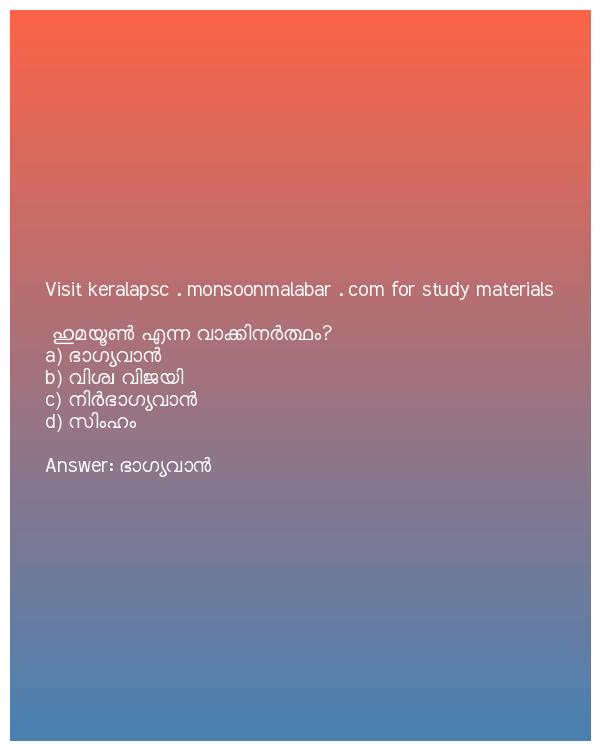 Visit keralapsc . monsoonmalabar . com for study materials
ഹുമയൂൺ എന്ന വാക്കിനർത്ഥം?
a) ഭാഗ്യവാൻ
b) വിശ്വ വിജയി
c) നിർഭാഗ്യവാൻ
d) സിംഹം
Answer: ഭാഗ്യവാൻ